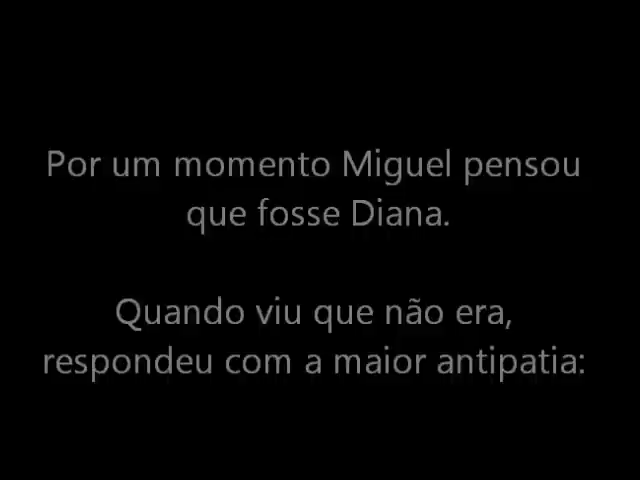 Por um momento Miguel pensou
que fosse Diana.
Quando viu que não era,
respondeu com a maior antipatia: